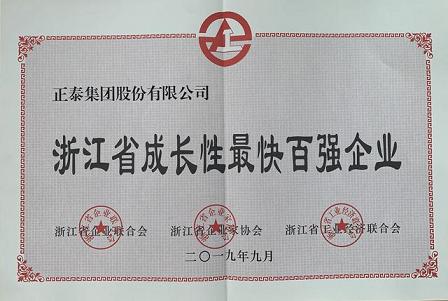 正泰集团股份有限公司
浙江省成长性最快百强企业
浙江省企业联合会 浙江省企业家协会 浙江省工业经济联合会
二〇一九年九月